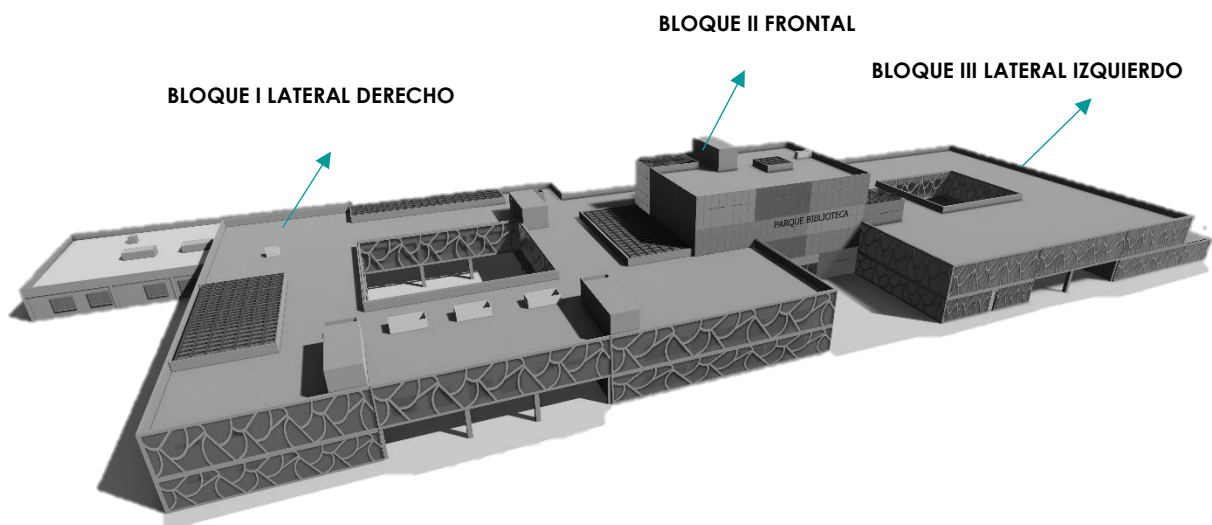 BLOQUE II FRONTAL
BLOQUE III LATERAL IZQUIERDO
BLOQUE I LATERAL DERECHO
PARQUE BIBLIOTECA